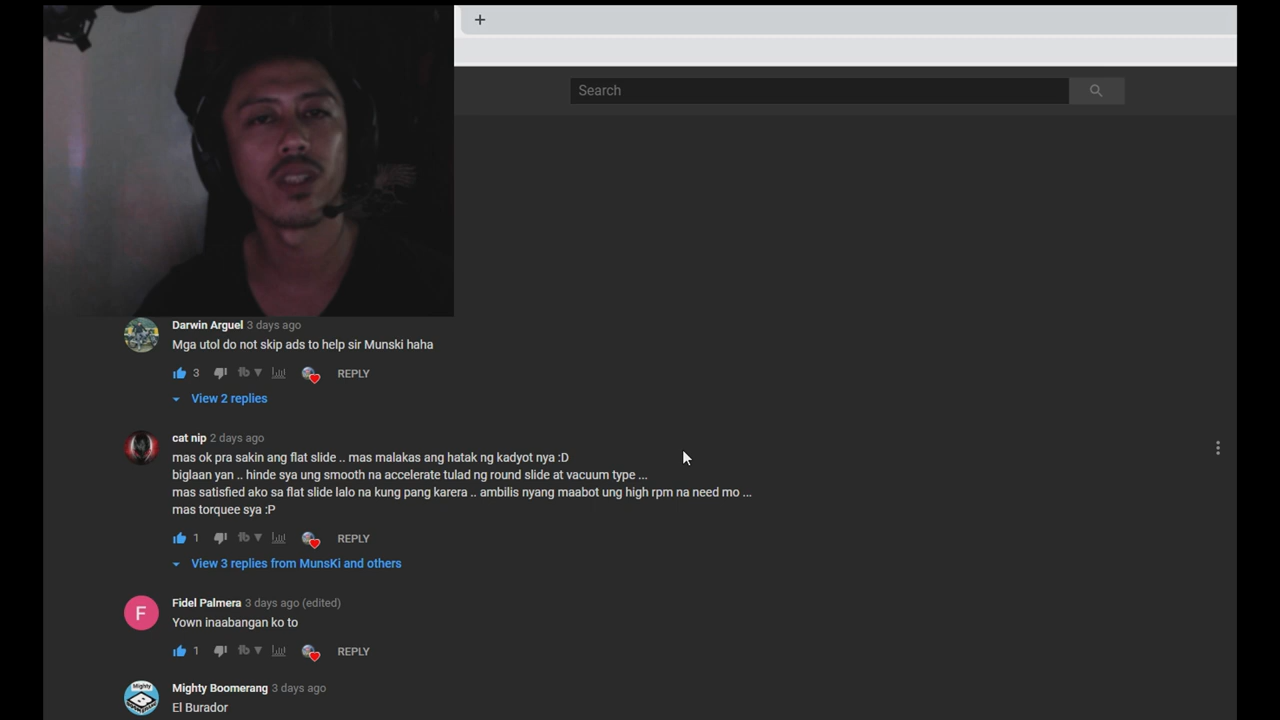 +
Search
Darwin Arguel 3 days ago
Mga utol do not skip ads to help sir Munski haha
3 fb REPLY
View 2 replies
cat nip 2 days ago
mas ok pra sakin ang flat slide .. mas malakas ang hatak ng kadyot nya :D
biglaan yan .. hinde sya ung smooth na accelerate tulad ng round slide at vacuum type ...
mas satisfied ako sa flat slide lalo na kung pang karera .. ambilis nyang maabot ung high rpm na need mo ...
mas torquee sya :P
1 REPLY
View 3 replies from MunsKi and others
F
Fidel Palmera 3 days ago (edited)
Yown inaabangan ko to
1 REPLY
Mighty
Mighty Boomerang 3 days ago
El Burador